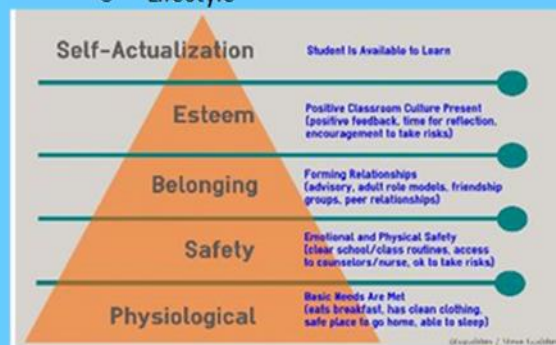 Lifestyle
Self-Actualization
Student Is Available to Learn
Esteem
Positive Classroom Culture Present
(positive feedback, time for reflection,
encouragement to take risks)
Belonging
Forming Relationships
(advisory, adult role models, friendship
groups, peer relationships)
Safety
Emotional and Physical Safety
(clear school/class routines, access
to counselors/nurse, ok to take risks)
Physiological
Basic Needs Are Met
(eats breakfast, has clean clothing,
safe place to go home, able to sleep)